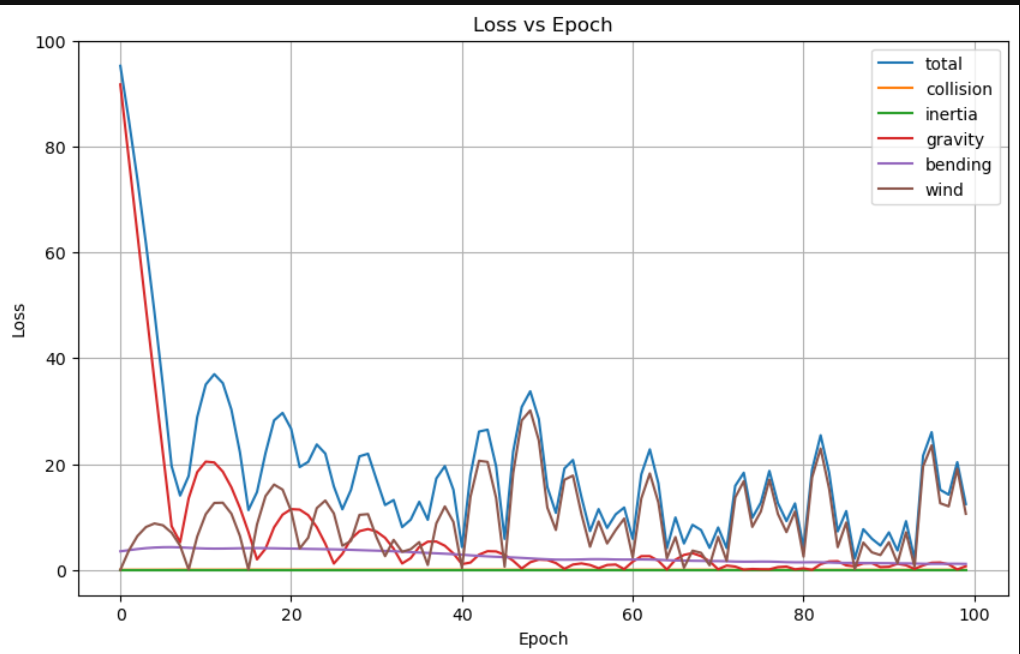 Loss vs Epoch
100
80
60
40
20
0
Loss
total
collision
inertia
gravity
bending
wind
0 20 40 60 80 100
Epoch